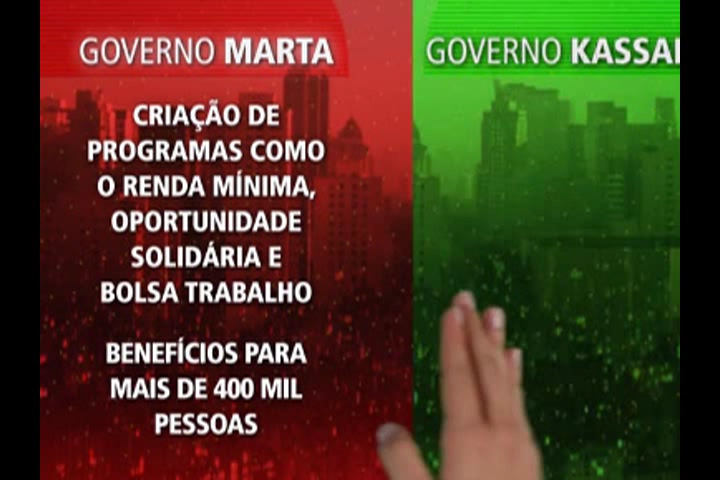 GOVERNO MARTA
CRIAÇÃO DE
PROGRAMAS COMO
O RENDA MÍNIMA,
OPORTUNIDADE
SOLIDÁRIA E
BOLSA TRABALHO
BENEFÍCIOS PARA
MAIS DE 400 MIL
PESSOAS
GOVERNO KASSA